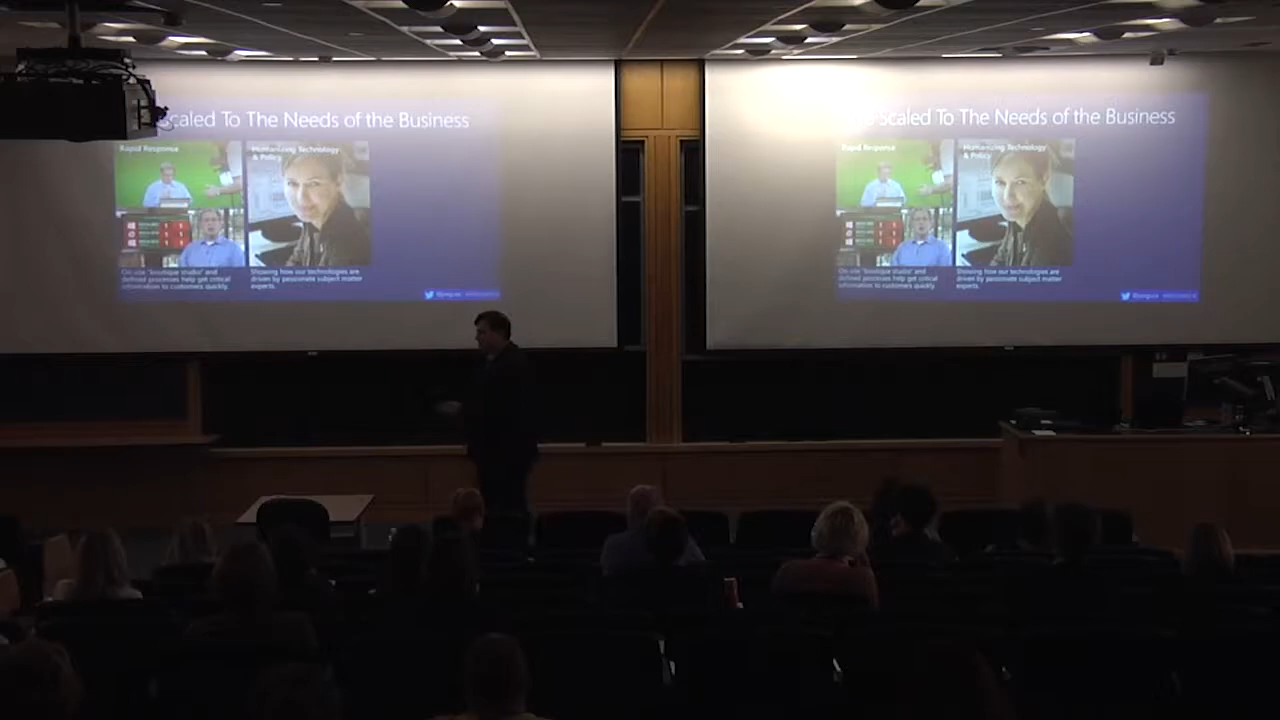 Scaled To The Needs of the Business
Rapid Response
Humanizing Technology
& Policy
On-site "boutique studio" and
defined processes help get critical
information to customers quickly.
Showing how our technologies are
driven by passionate subject matter
experts.
Scaled To The Needs of the Business
Rapid Response
Humanizing Technology
& Policy
On-site "boutique studio" and
defined processes help get critical
information to customers quickly.
Showing how our technologies are
driven by passionate subject matter
experts.